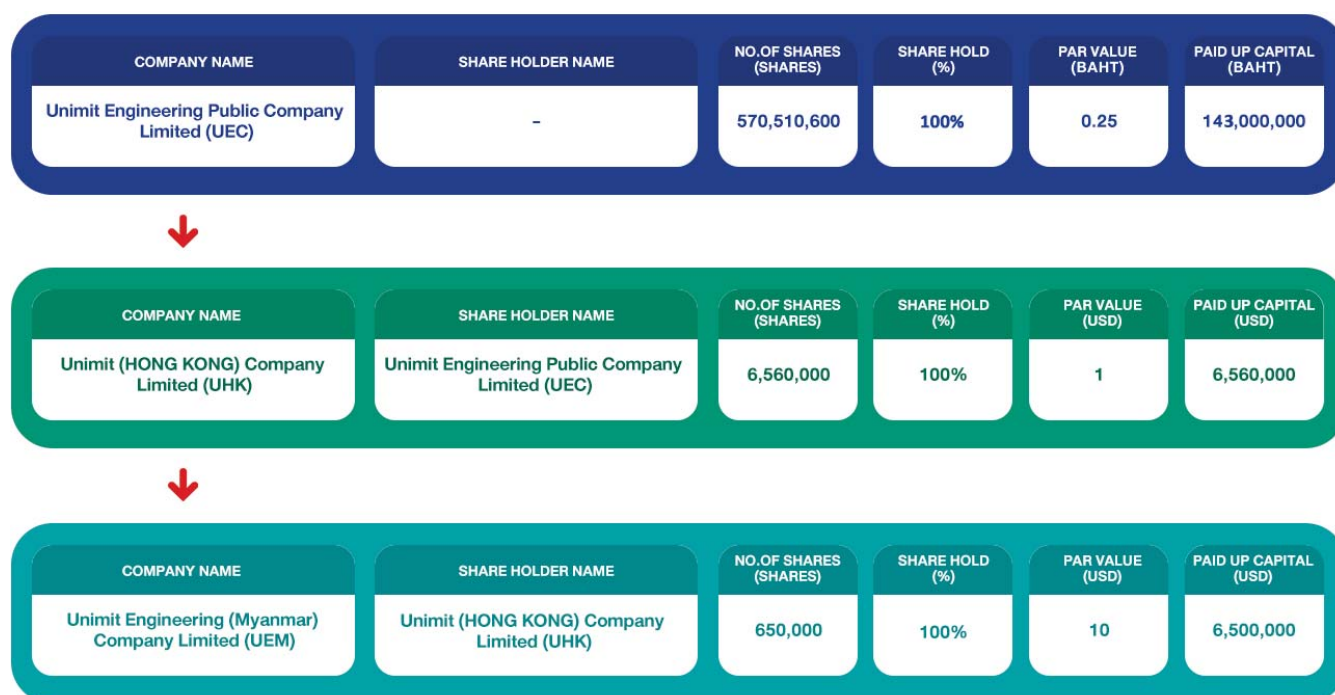 COMPANY NAME
SHARE HOLDER NAME
NO.OF SHARES
(SHARES)
SHARE HOLD
(%)
PAR VALUE
(BAHT)
PAID UP CAPITAL
(BAHT)
Unimit Engineering Public Company
Limited (UEC)
-
570,510,600
100%
0.25
143,000,000
COMPANY NAME
SHARE HOLDER NAME
NO.OF SHARES
(SHARES)
SHARE HOLD
(%)
PAR VALUE
(USD)
PAID UP CAPITAL
(USD)
Unimit (HONG KONG) Company
Limited (UHK)
Unimit Engineering Public Company
Limited (UEC)
6,560,000
100%
1
6,560,000
COMPANY NAME
SHARE HOLDER NAME
NO.OF SHARES
(SHARES)
SHARE HOLD
(%)
PAR VALUE
(USD)
PAID UP CAPITAL
(USD)
Unimit Engineering (Myanmar)
Company Limited (UEM)
Unimit (HONG KONG) Company
Limited (UHK)
650,000
100%
10
6,500,000